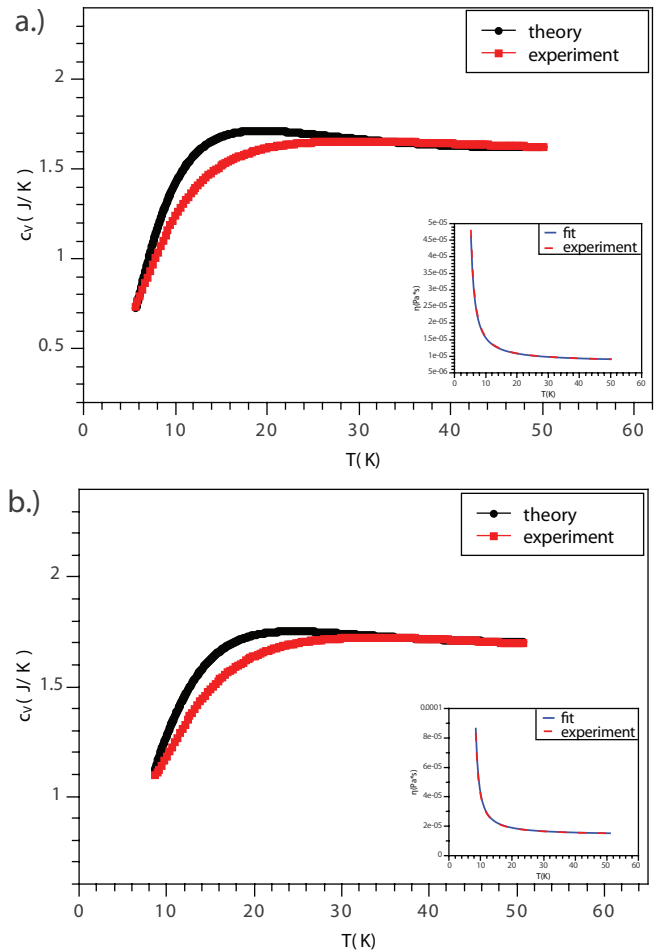 a.)
theory
experiment
2
1.5
1
0.5
c_V ( J/ K)
0 10 20 30 40 50 60
T( K)
fit
experiment
5e-05
4.5e-05
4e-05
3.5e-05
3e-05
2.5e-05
2e-05
1.5e-05
1e-05
5e-06
η(Pa*s)
0 10 20 30 40 50 60
T(K)
b.)
theory
experiment
2
1.5
1
c_V ( J/ K)
0 10 20 30 40 50 60
T( K)
fit
experiment
0.0001
8e-05
6e-05
4e-05
2e-05
0
η(Pa*s)
0 10 20 30 40 50 60
T(K)